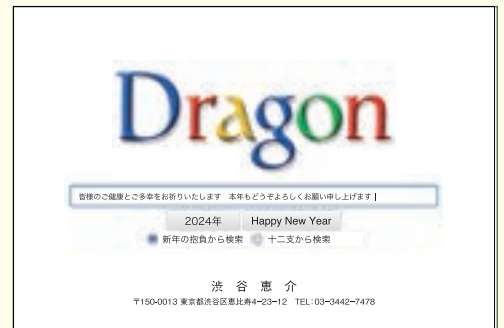 Dragon
皆様のご健康とご多幸をお祈りいたします　本年もどうぞよろしくお願い申し上げます
2024年　Happy New Year
新年の抱負から検索　十二支から検索
渋　谷　恵　介
〒150-0013 東京都渋谷区恵比寿4−23−12　TEL:03−3442−7478